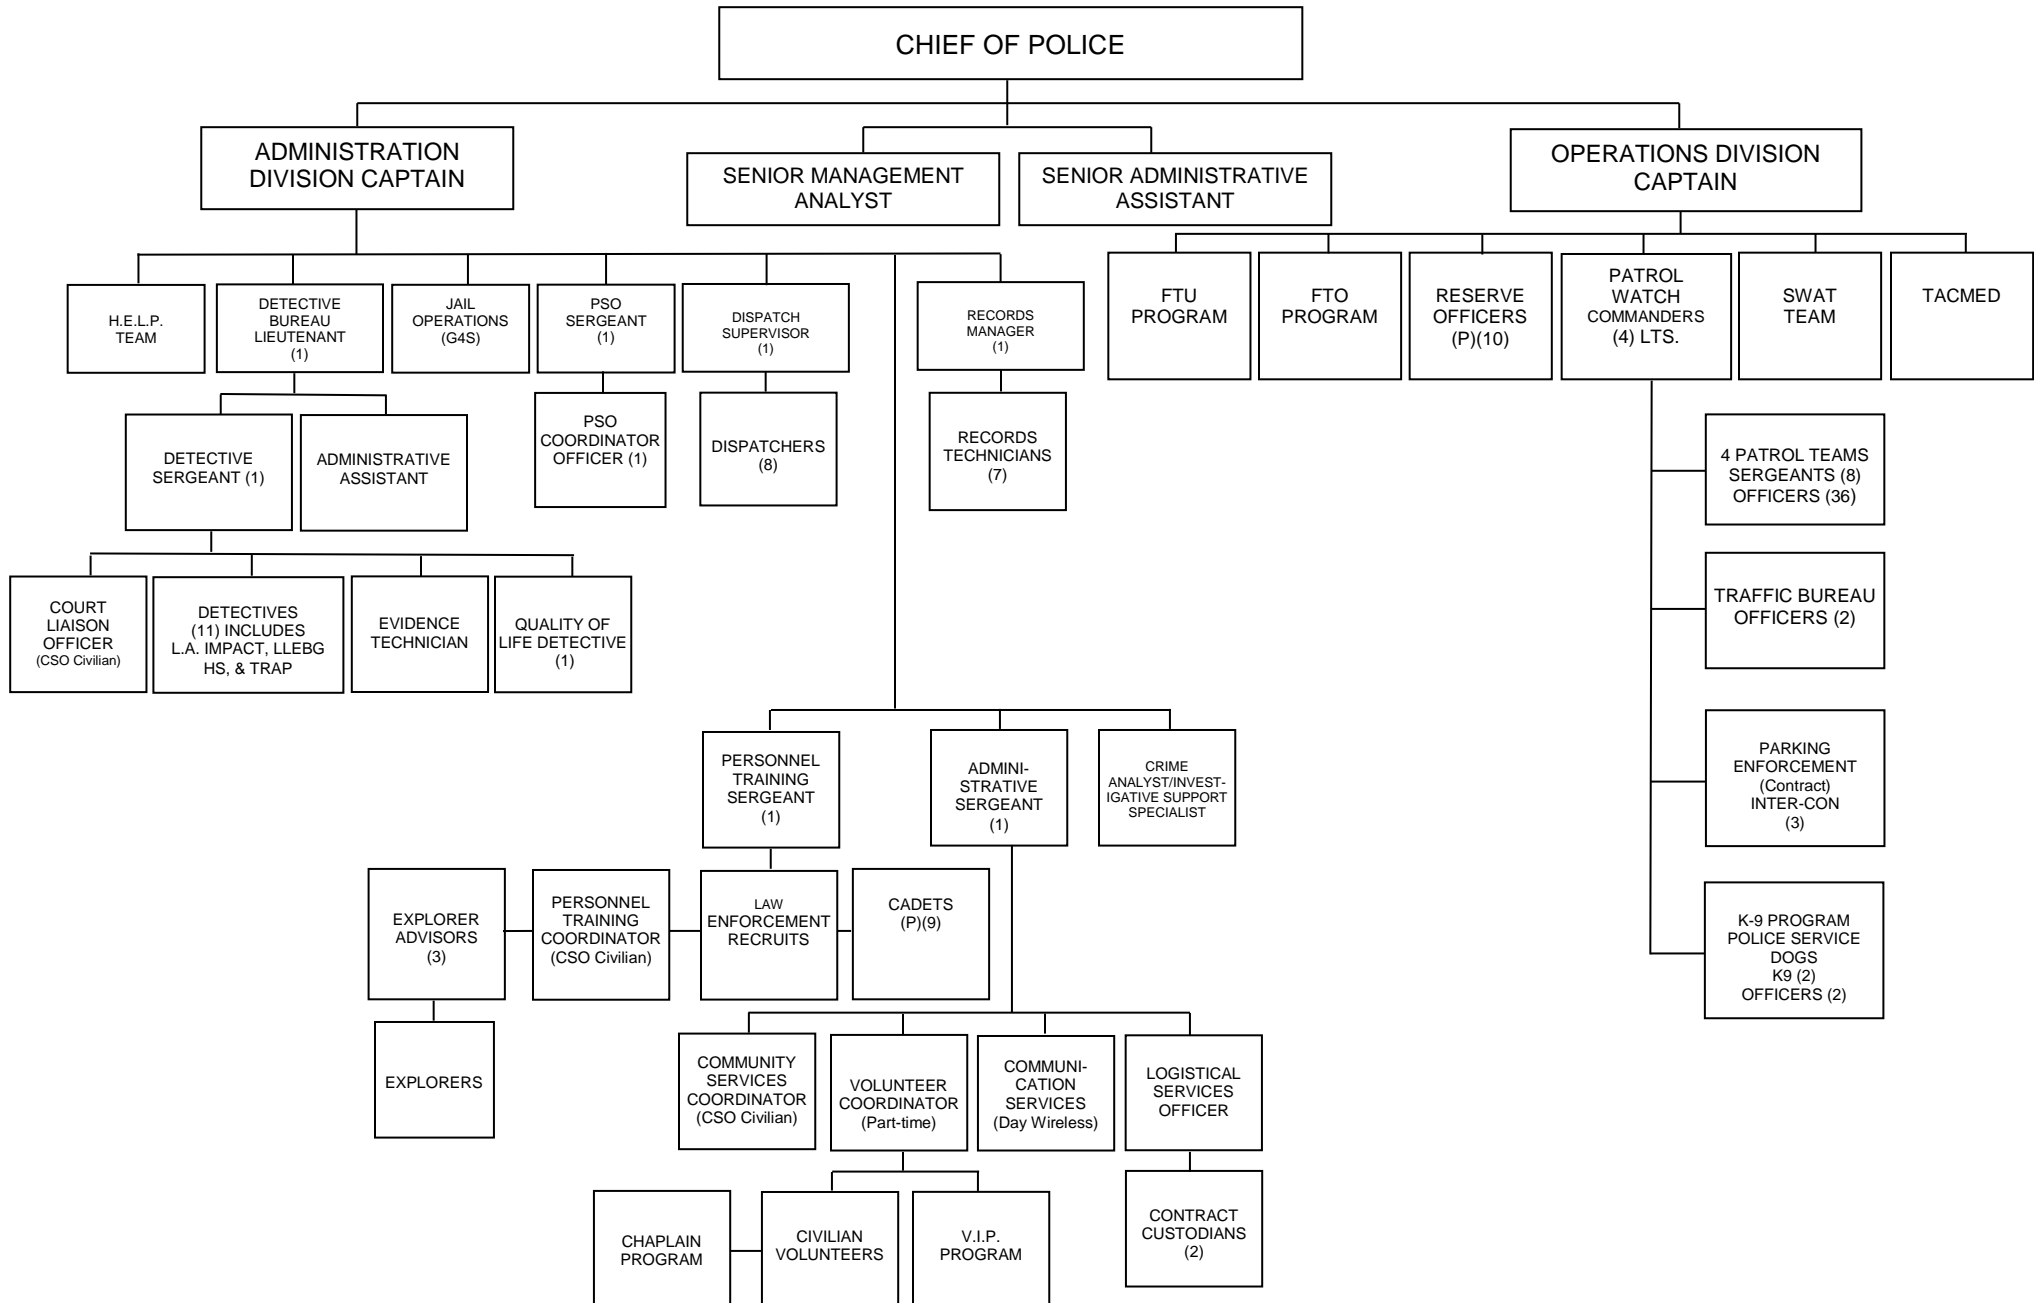 CHIEF OF POLICE
ADMINISTRATION
DIVISION CAPTAIN
SENIOR MANAGEMENT
ANALYST
SENIOR ADMINISTRATIVE
ASSISTANT
OPERATIONS DIVISION
CAPTAIN
H.E.L.P.
TEAM
DETECTIVE
BUREAU
LIEUTENANT
(1)
JAIL
OPERATIONS
(G4S)
PSO
SERGEANT
(1)
DISPATCH
SUPERVISOR
(1)
RECORDS
MANAGER
(1)
FTU
PROGRAM
FTO
PROGRAM
RESERVE
OFFICERS
(P)(10)
PATROL
WATCH
COMMANDERS
(4) LTS.
SWAT
TEAM
TACMED
DETECTIVE
SERGEANT (1)
ADMINISTRATIVE
ASSISTANT
PSO
COORDINATOR
OFFICER (1)
DISPATCHERS
(8)
RECORDS
TECHNICIANS
(7)
4 PATROL TEAMS
SERGEANTS (8)
OFFICERS (36)
COURT
LIAISON
OFFICER
(CSO Civilian)
DETECTIVES
(11) INCLUDES
L.A. IMPACT, LLEBG
HS, & TRAP
EVIDENCE
TECHNICIAN
QUALITY OF
LIFE DETECTIVE
(1)
TRAFFIC BUREAU
OFFICERS (2)
PERSONNEL
TRAINING
SERGEANT
(1)
ADMINI-
STRATIVE
SERGEANT
(1)
CRIME
ANALYST/INVEST-
IGATIVE SUPPORT
SPECIALIST
PARKING
ENFORCEMENT
(Contract)
INTER-CON
(3)
EXPLORER
ADVISORS
(3)
PERSONNEL
TRAINING
COORDINATOR
(CSO Civilian)
LAW
ENFORCEMENT
RECRUITS
CADETS
(P)(9)
K-9 PROGRAM
POLICE SERVICE
DOGS
K9 (2)
OFFICERS (2)
EXPLORERS
COMMUNITY
SERVICES
COORDINATOR
(CSO Civilian)
VOLUNTEER
COORDINATOR
(Part-time)
COMMUNI-
CATION
SERVICES
(Day Wireless)
LOGISTICAL
SERVICES
OFFICER
CHAPLAIN
PROGRAM
CIVILIAN
VOLUNTEERS
V.I.P.
PROGRAM
CONTRACT
CUSTODIANS
(2)